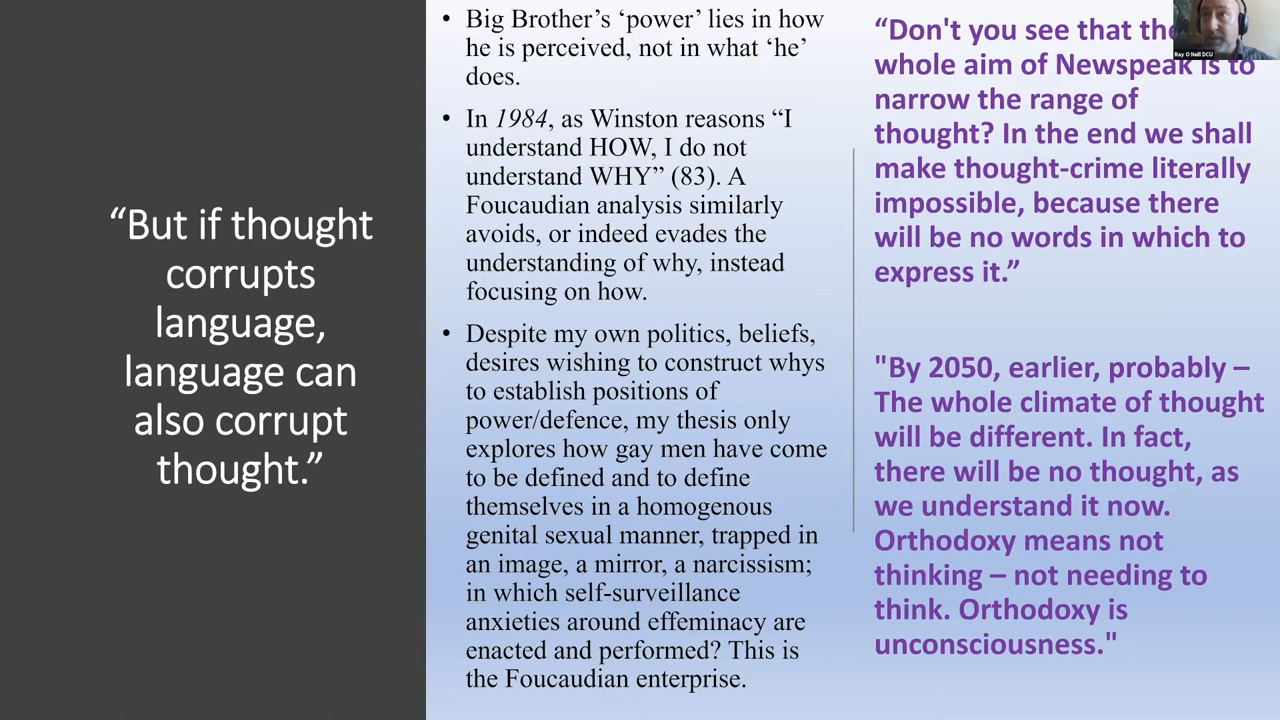 “But if thought
corrupts
language,
language can
also corrupt
thought.”
• Big Brother’s ‘power’ lies in how
he is perceived, not in what ‘he’
does.
• In 1984, as Winston reasons “I
understand HOW, I do not
understand WHY” (83). A
Foucaudian analysis similarly
avoids, or indeed evades the
understanding of why, instead
focusing on how.
• Despite my own politics, beliefs,
desires wishing to construct whys
to establish positions of
power/defence, my thesis only
explores how gay men have come
to be defined and to define
themselves in a homogenous
genital sexual manner, trapped in
an image, a mirror, a narcissism;
in which self-surveillance
anxieties around effeminacy are
enacted and performed? This is
the Foucaudian enterprise.
“Don't you see that the
whole aim of Newspeak is to
narrow the range of
thought? In the end we shall
make thought-crime literally
impossible, because there
will be no words in which to
express it.”
"By 2050, earlier, probably –
The whole climate of thought
will be different. In fact,
there will be no thought, as
we understand it now.
Orthodoxy means not
thinking – not needing to
think. Orthodoxy is
unconsciousness."
Ray O Neill DCU